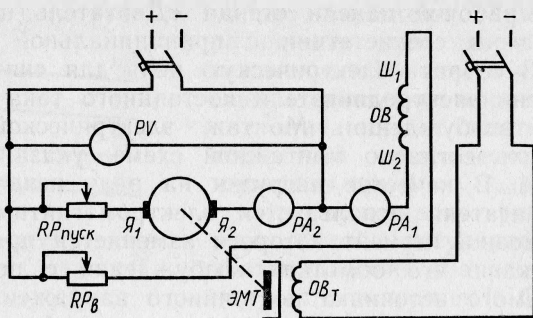 + −
+ −
Ш₁
ОВ
PV
Ш₂
RPпуск
Я₁
Я₂
PA₂
PA₁
RPв
ЭМТ
ОВт